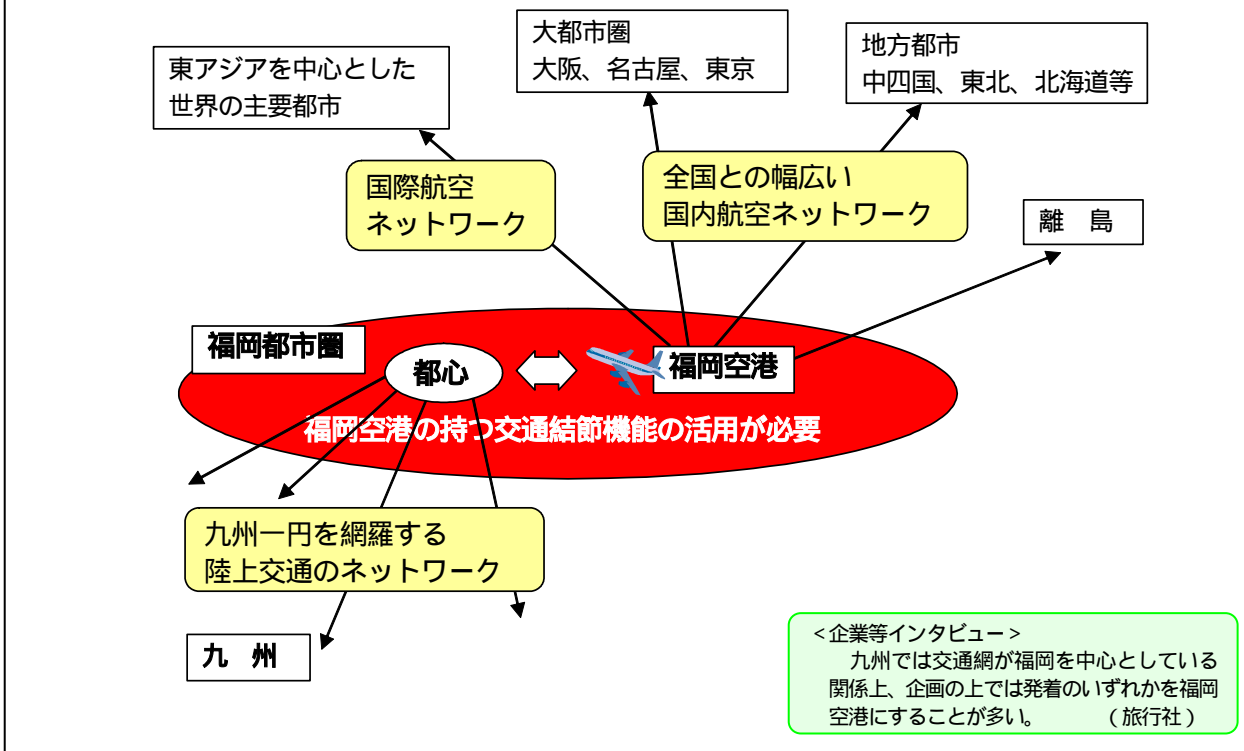 大都市圏
大阪、名古屋、東京
地方都市
中四国、東北、北海道等
東アジアを中心とした
世界の主要都市
国際航空
ネットワーク
全国との幅広い
国内航空ネットワーク
離　島
福岡都市圏
都心
福岡空港
福岡空港の持つ交通結節機能の活用が必要
九州一円を網羅する
陸上交通のネットワーク
九　州
＜企業等インタビュー＞
九州では交通網が福岡を中心としている
関係上、企画の上では発着のいずれかを福岡
空港にすることが多い。　　　（旅行社）